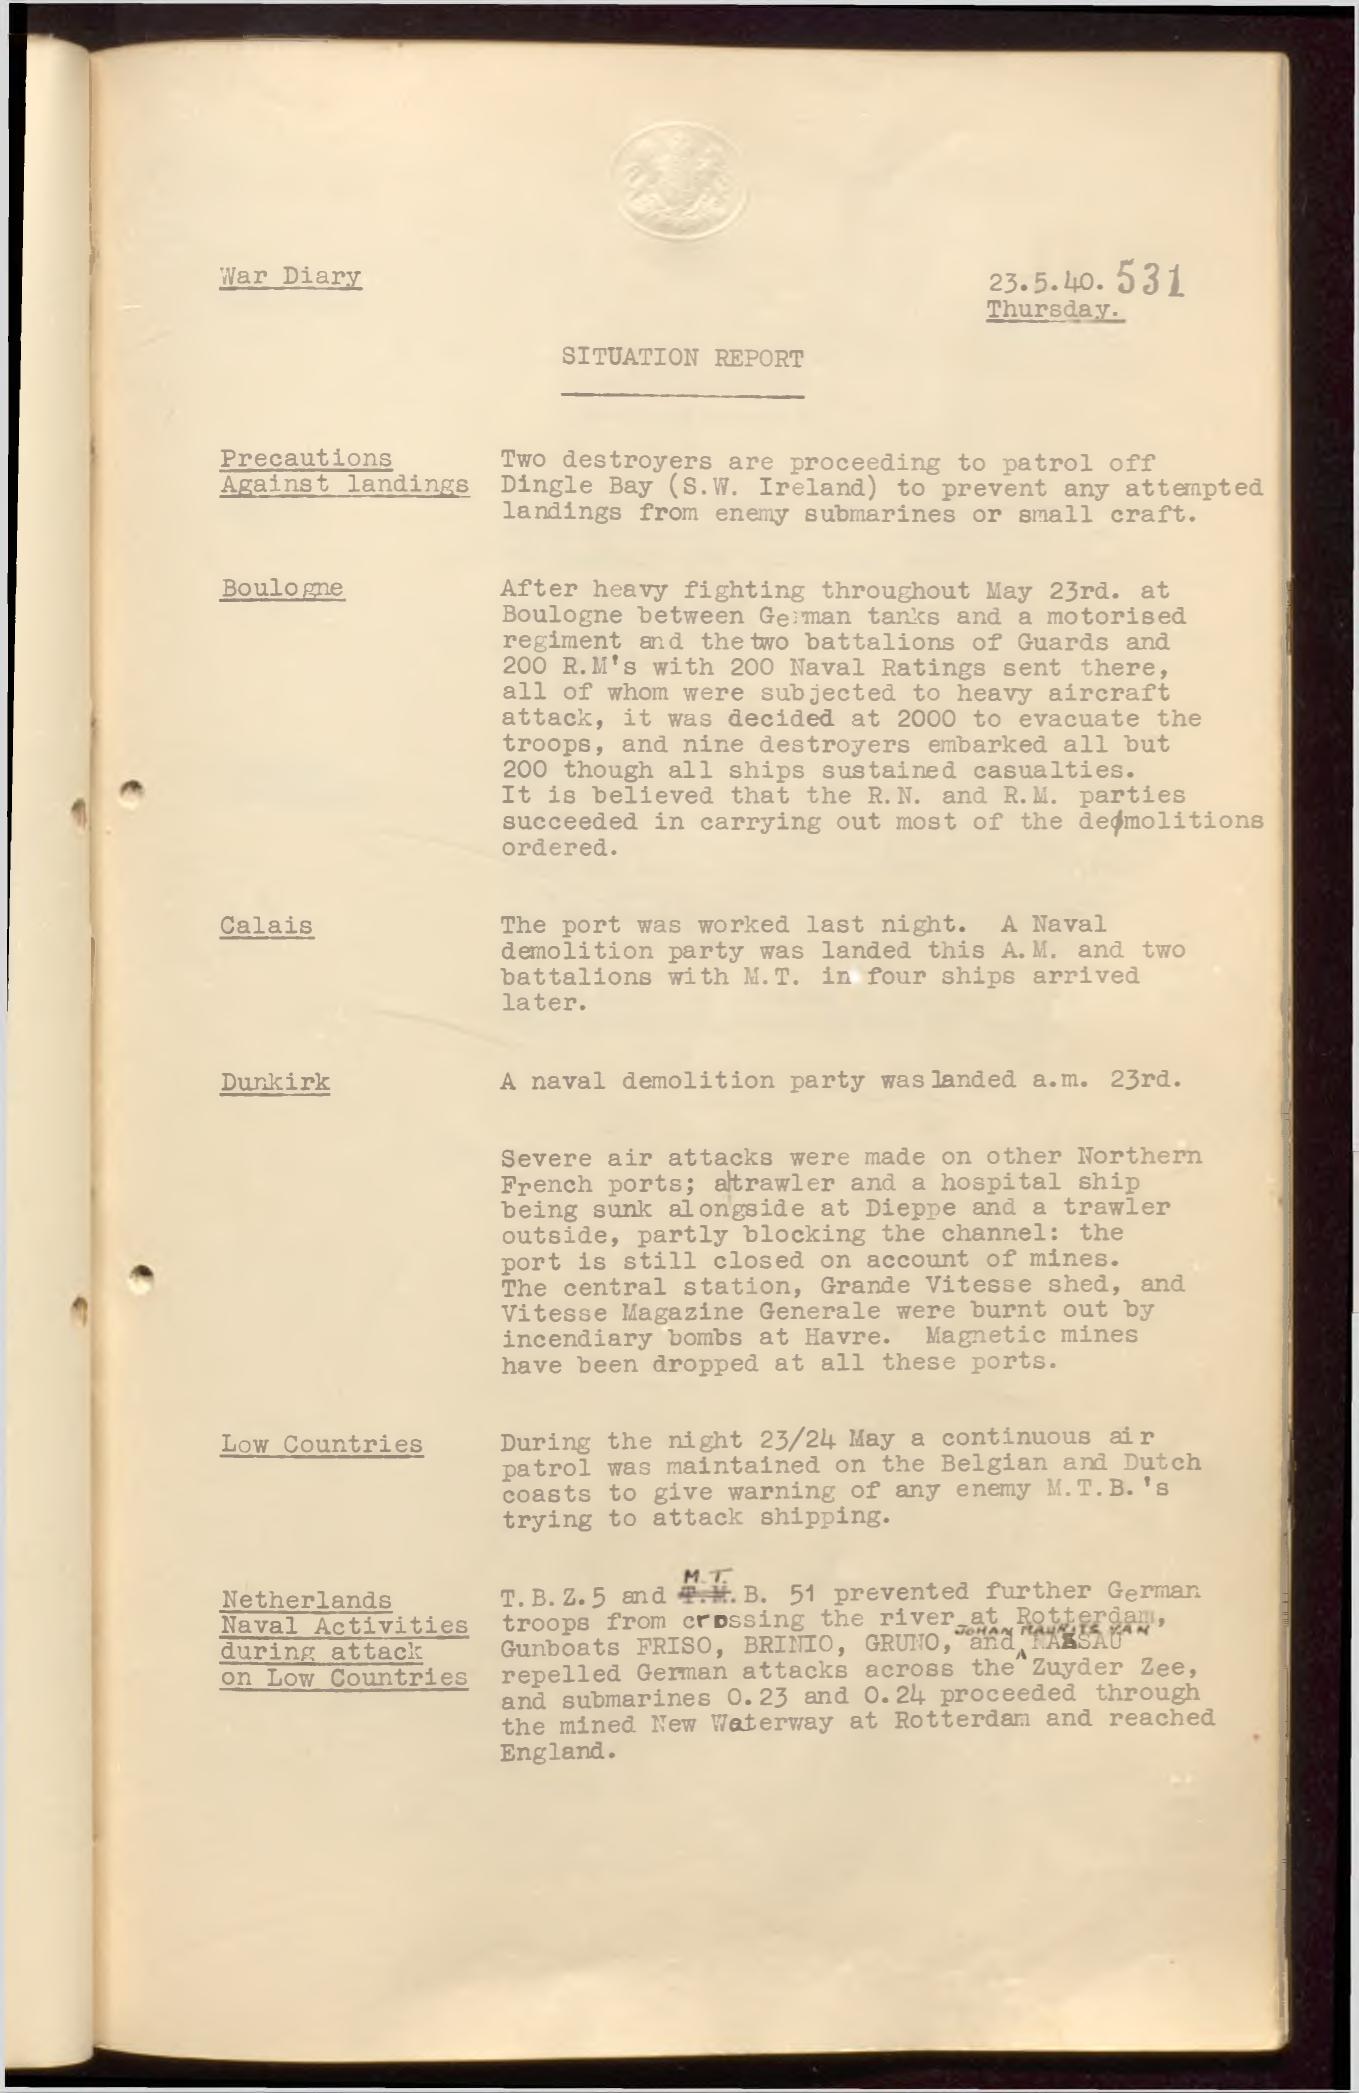 War Diary
23.5.40. 531
Thursday.
SITUATION REPORT
Precautions
Against landings
Two destroyers are proceeding to patrol off
Dingle Bay (S.W. Ireland) to prevent any attempted
landings from enemy submarines or small craft.
Boulogne
After heavy fighting throughout May 23rd. at
Boulogne between German tanks and a motorised
regiment and the two battalions of Guards and
200 R.M's with 200 Naval Ratings sent there,
all of whom were subjected to heavy aircraft
attack, it was decided at 2000 to evacuate the
troops, and nine destroyers embarked all but
200 though all ships sustained casualties.
It is believed that the R.N. and R.M. parties
succeeded in carrying out most of the demolitions
ordered.
Calais
The port was worked last night. A Naval
demolition party was landed this A.M. and two
battalions with M.T. in four ships arrived
later.
Dunkirk
A naval demolition party was landed a.m. 23rd.
Severe air attacks were made on other Northern
French ports; a trawler and a hospital ship
being sunk alongside at Dieppe and a trawler
outside, partly blocking the channel: the
port is still closed on account of mines.
The central station, Grande Vitesse shed, and
Vitesse Magazine Generale were burnt out by
incendiary bombs at Havre. Magnetic mines
have been dropped at all these ports.
Low Countries
During the night 23/24 May a continuous air
patrol was maintained on the Belgian and Dutch
coasts to give warning of any enemy M.T.B.'s
trying to attack shipping.
Netherlands
Naval Activities
during attack
on Low Countries
M.T.
T.B.Z.5 and T.M.B. 51 prevented further German
troops from crossing the river at Rotterdam,
JOHAN MAURITS VAN
Gunboats FRISO, BRINIO, GRUNO, and NASSAU
repelled German attacks across the Zuyder Zee,
and submarines O.23 and O.24 proceeded through
the mined New Waterway at Rotterdam and reached
England.